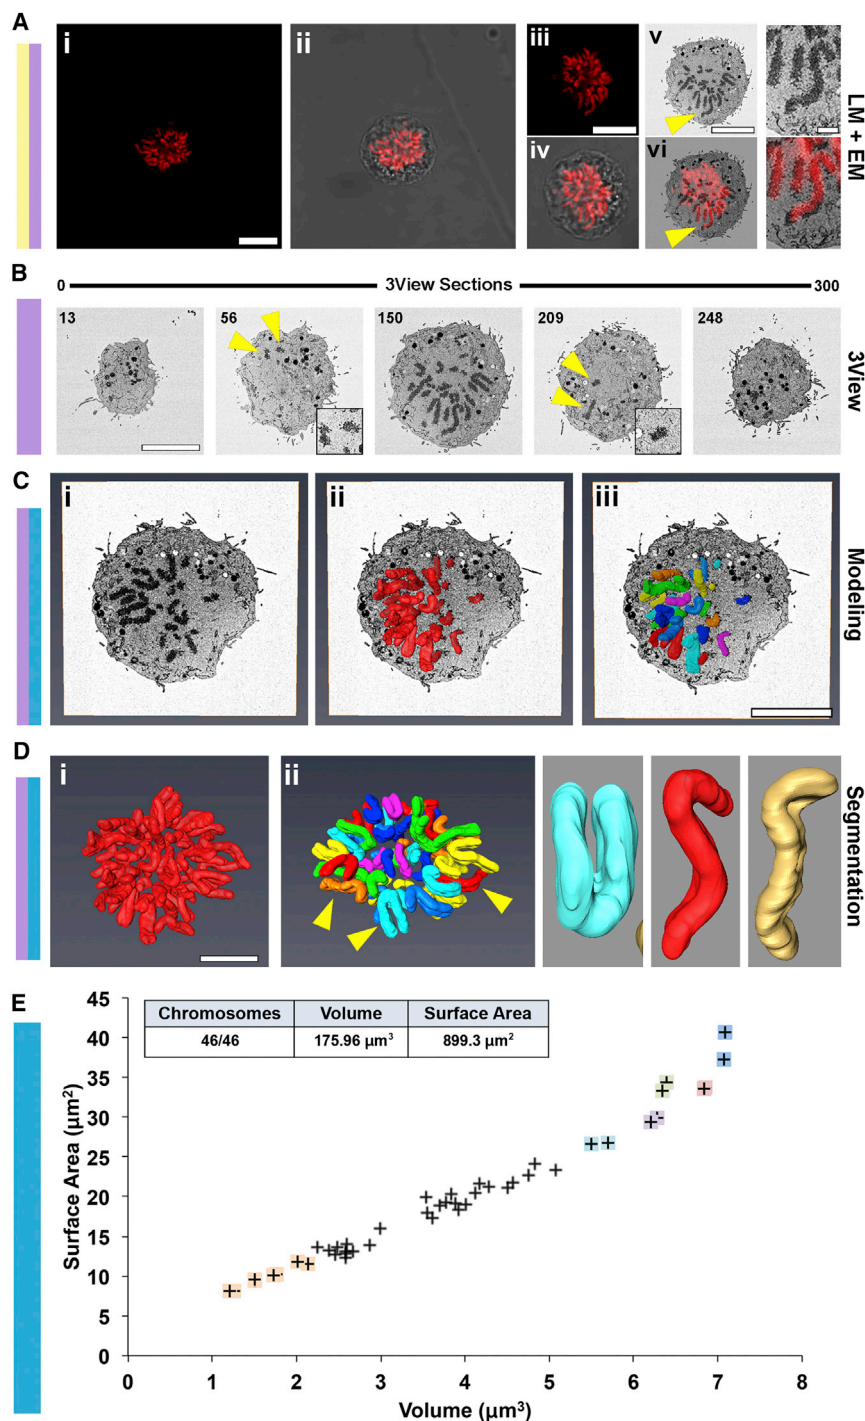 A
i
ii
iii
iv
v
vi
LM + EM
B
0 3View Sections 300
13
56
150
209
248
3View
C
i
ii
iii
Modeling
D
i
ii
Segmentation
E
Chromosomes Volume Surface Area
46/46 175.96 µm³ 899.3 µm²
Surface Area (µm²)
45
40
35
30
25
20
15
10
5
0
0 1 2 3 4 5 6 7 8
Volume (µm³)